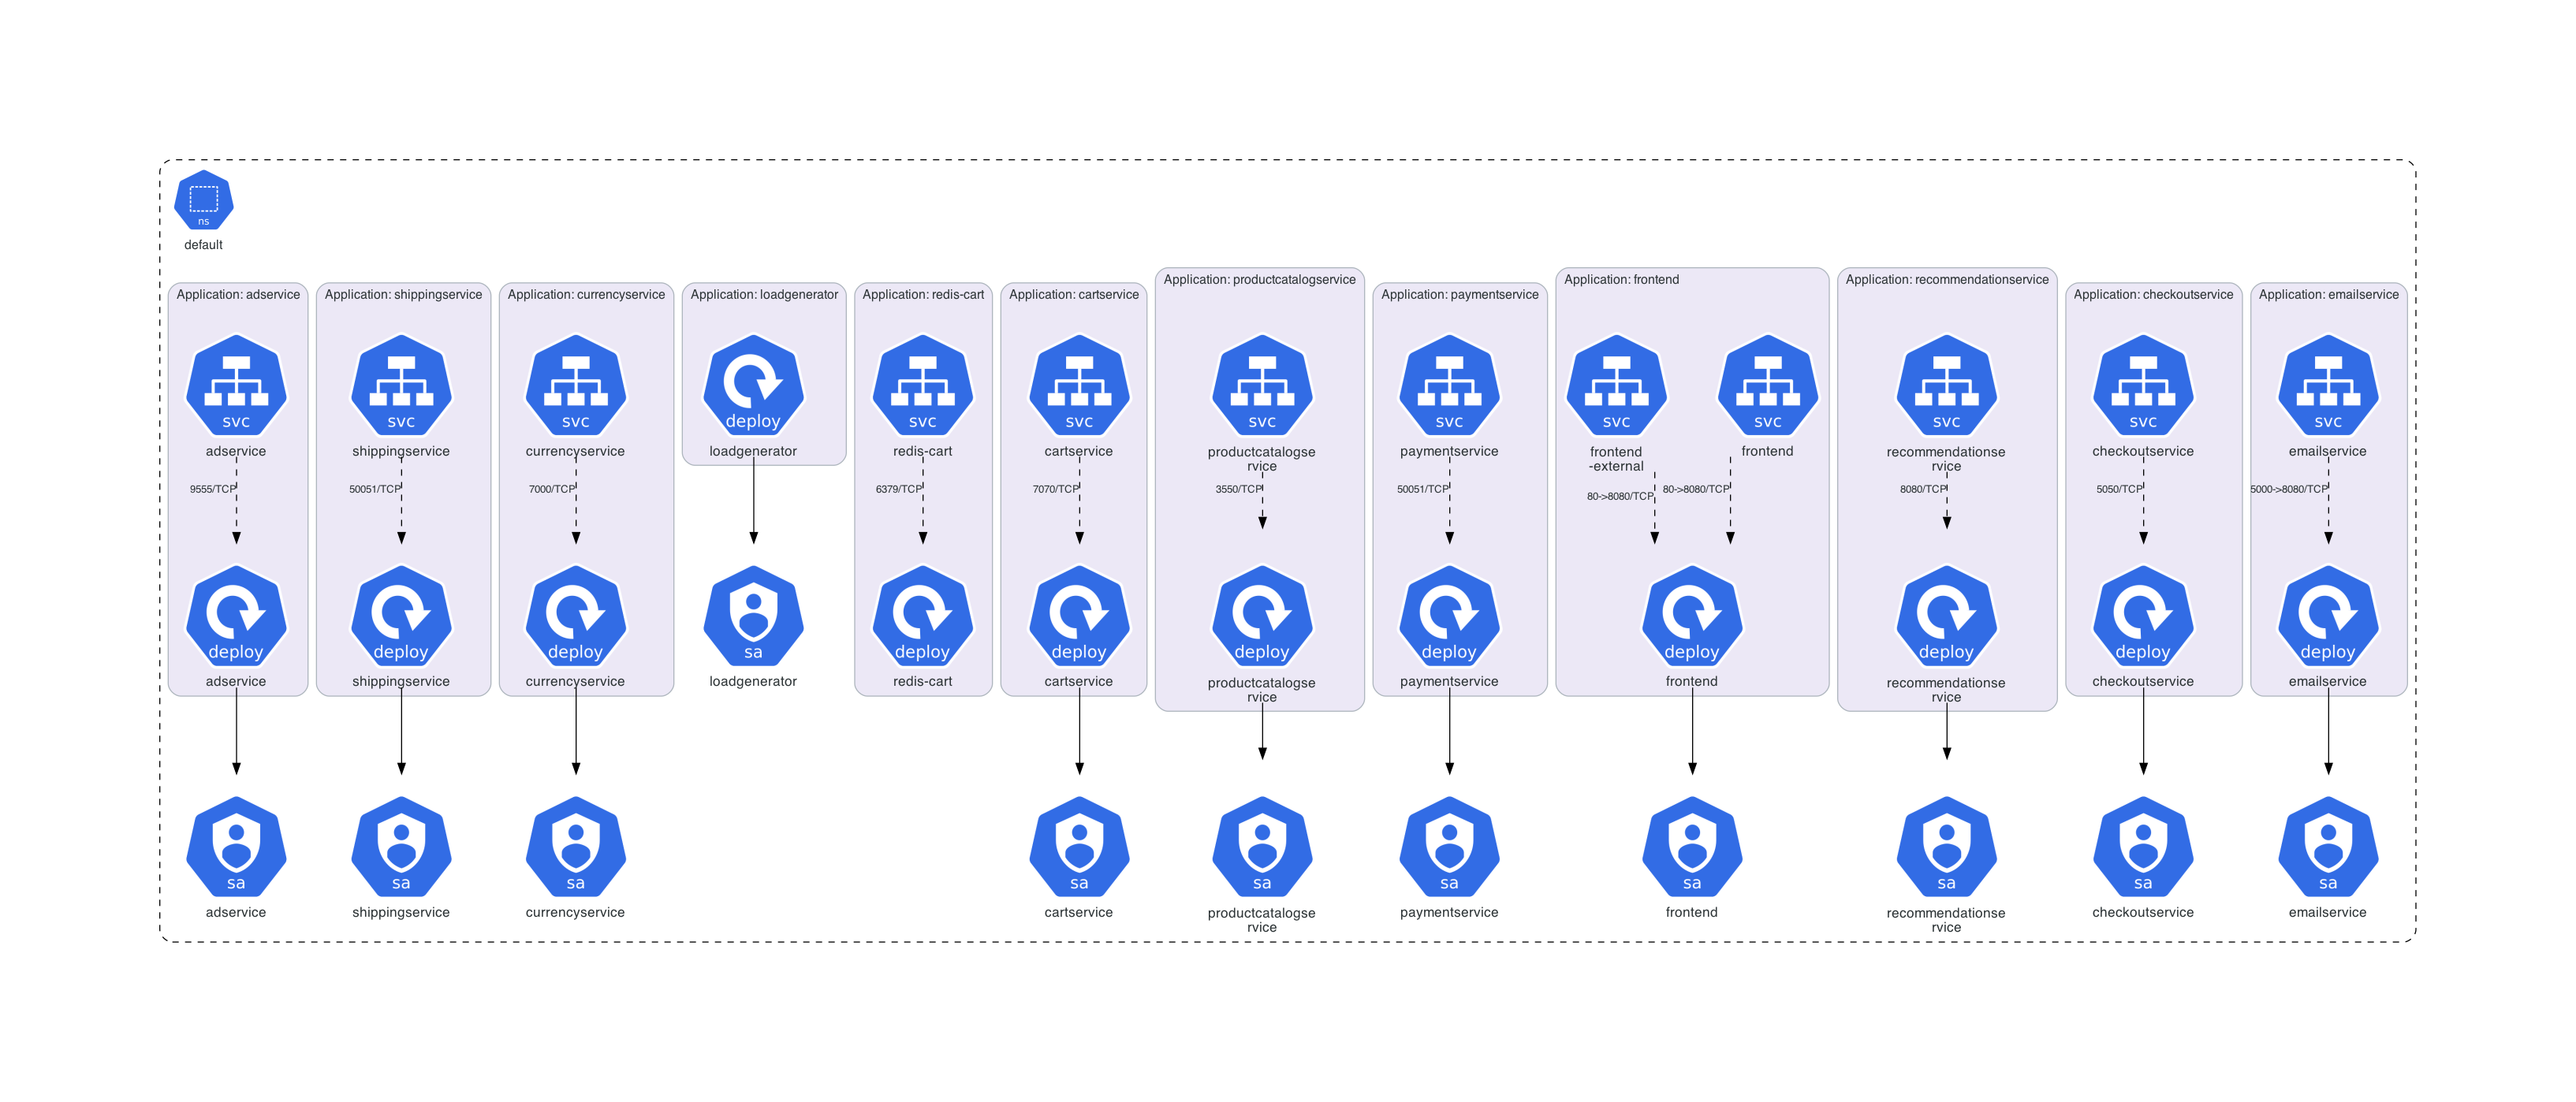 ns
default
Application: adservice
Application: shippingservice
Application: currencyservice
Application: loadgenerator
Application: redis-cart
Application: cartservice
Application: productcatalogservice
Application: paymentservice
Application: frontend
Application: recommendationservice
Application: checkoutservice
Application: emailservice
svc
svc
svc
deploy
svc
svc
svc
svc
svc
svc
svc
svc
svc
adservice
shippingservice
currencyservice
loadgenerator
redis-cart
cartservice
productcatalogse
rvice
paymentservice
frontend
-external
frontend
recommendationse
rvice
checkoutservice
emailservice
9555/TCP
50051/TCP
7000/TCP
6379/TCP
7070/TCP
3550/TCP
50051/TCP
80->8080/TCP
80->8080/TCP
8080/TCP
5050/TCP
5000->8080/TCP
deploy
deploy
deploy
sa
deploy
deploy
deploy
deploy
deploy
deploy
deploy
deploy
adservice
shippingservice
currencyservice
loadgenerator
redis-cart
cartservice
productcatalogse
rvice
paymentservice
frontend
recommendationse
rvice
checkoutservice
emailservice
sa
sa
sa
sa
sa
sa
sa
sa
sa
sa
adservice
shippingservice
currencyservice
cartservice
productcatalogse
rvice
paymentservice
frontend
recommendationse
rvice
checkoutservice
emailservice